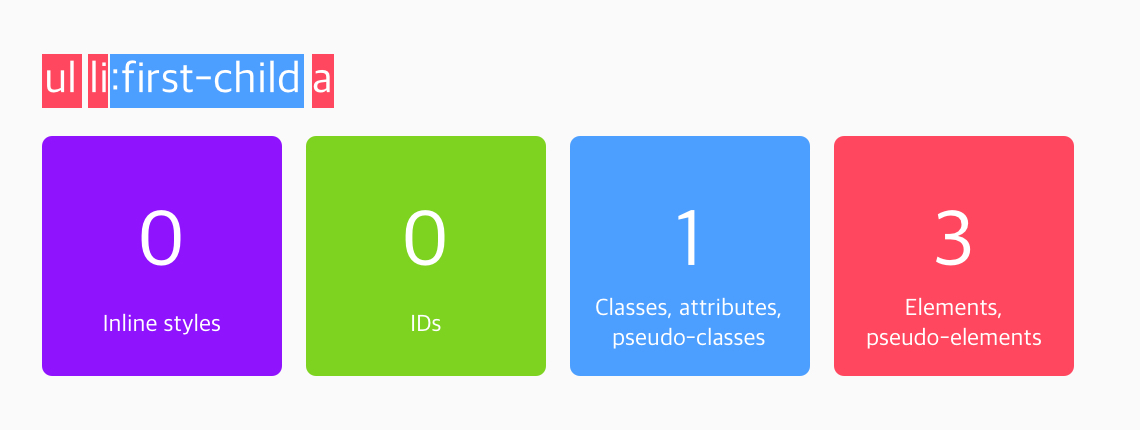 ul li:first-child a
0
Inline styles
0
IDs
1
Classes, attributes,
pseudo-classes
3
Elements,
pseudo-elements